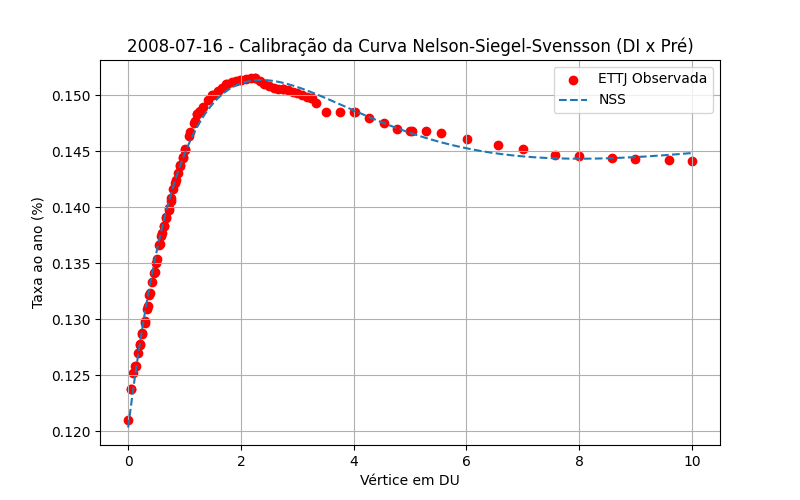 2008-07-16 - Calibração da Curva Nelson-Siegel-Svensson (DI x Pré)
ETTJ Observada
NSS
Taxa ao ano (%)
0.150
0.145
0.140
0.135
0.130
0.125
0.120
0 2 4 6 8 10
Vértice em DU